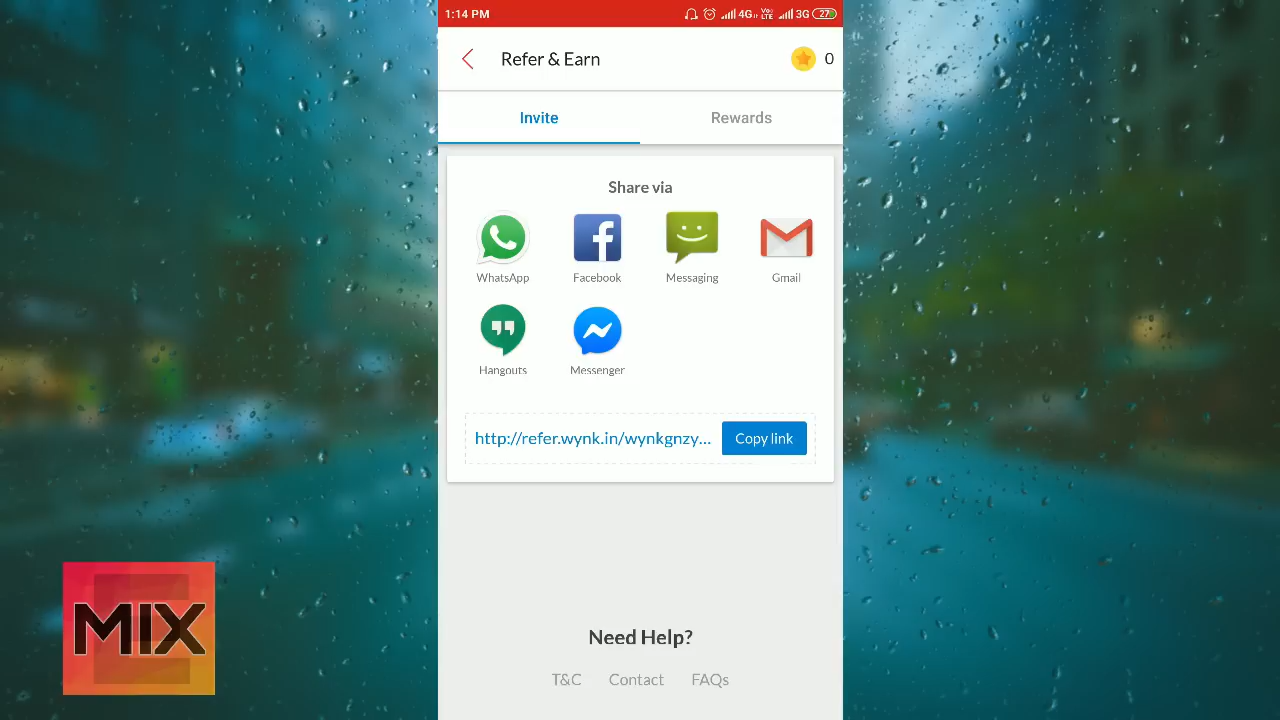 1:14 PM 4G VoLTE 3G 27
Refer & Earn 0
Invite Rewards
Share via
WhatsApp Facebook Messaging Gmail
Hangouts Messenger
http://refer.wynk.in/wynkgnzy... Copy link
Need Help?
T&C Contact FAQs
E
MIX